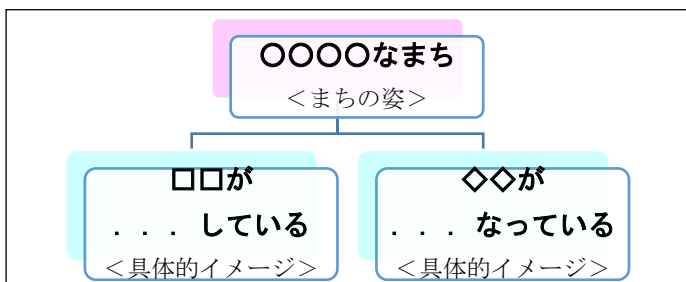 ○○○○なまち
＜まちの姿＞
□□が
．．．している
＜具体的イメージ＞
◇◇が
．．．なっている
＜具体的イメージ＞